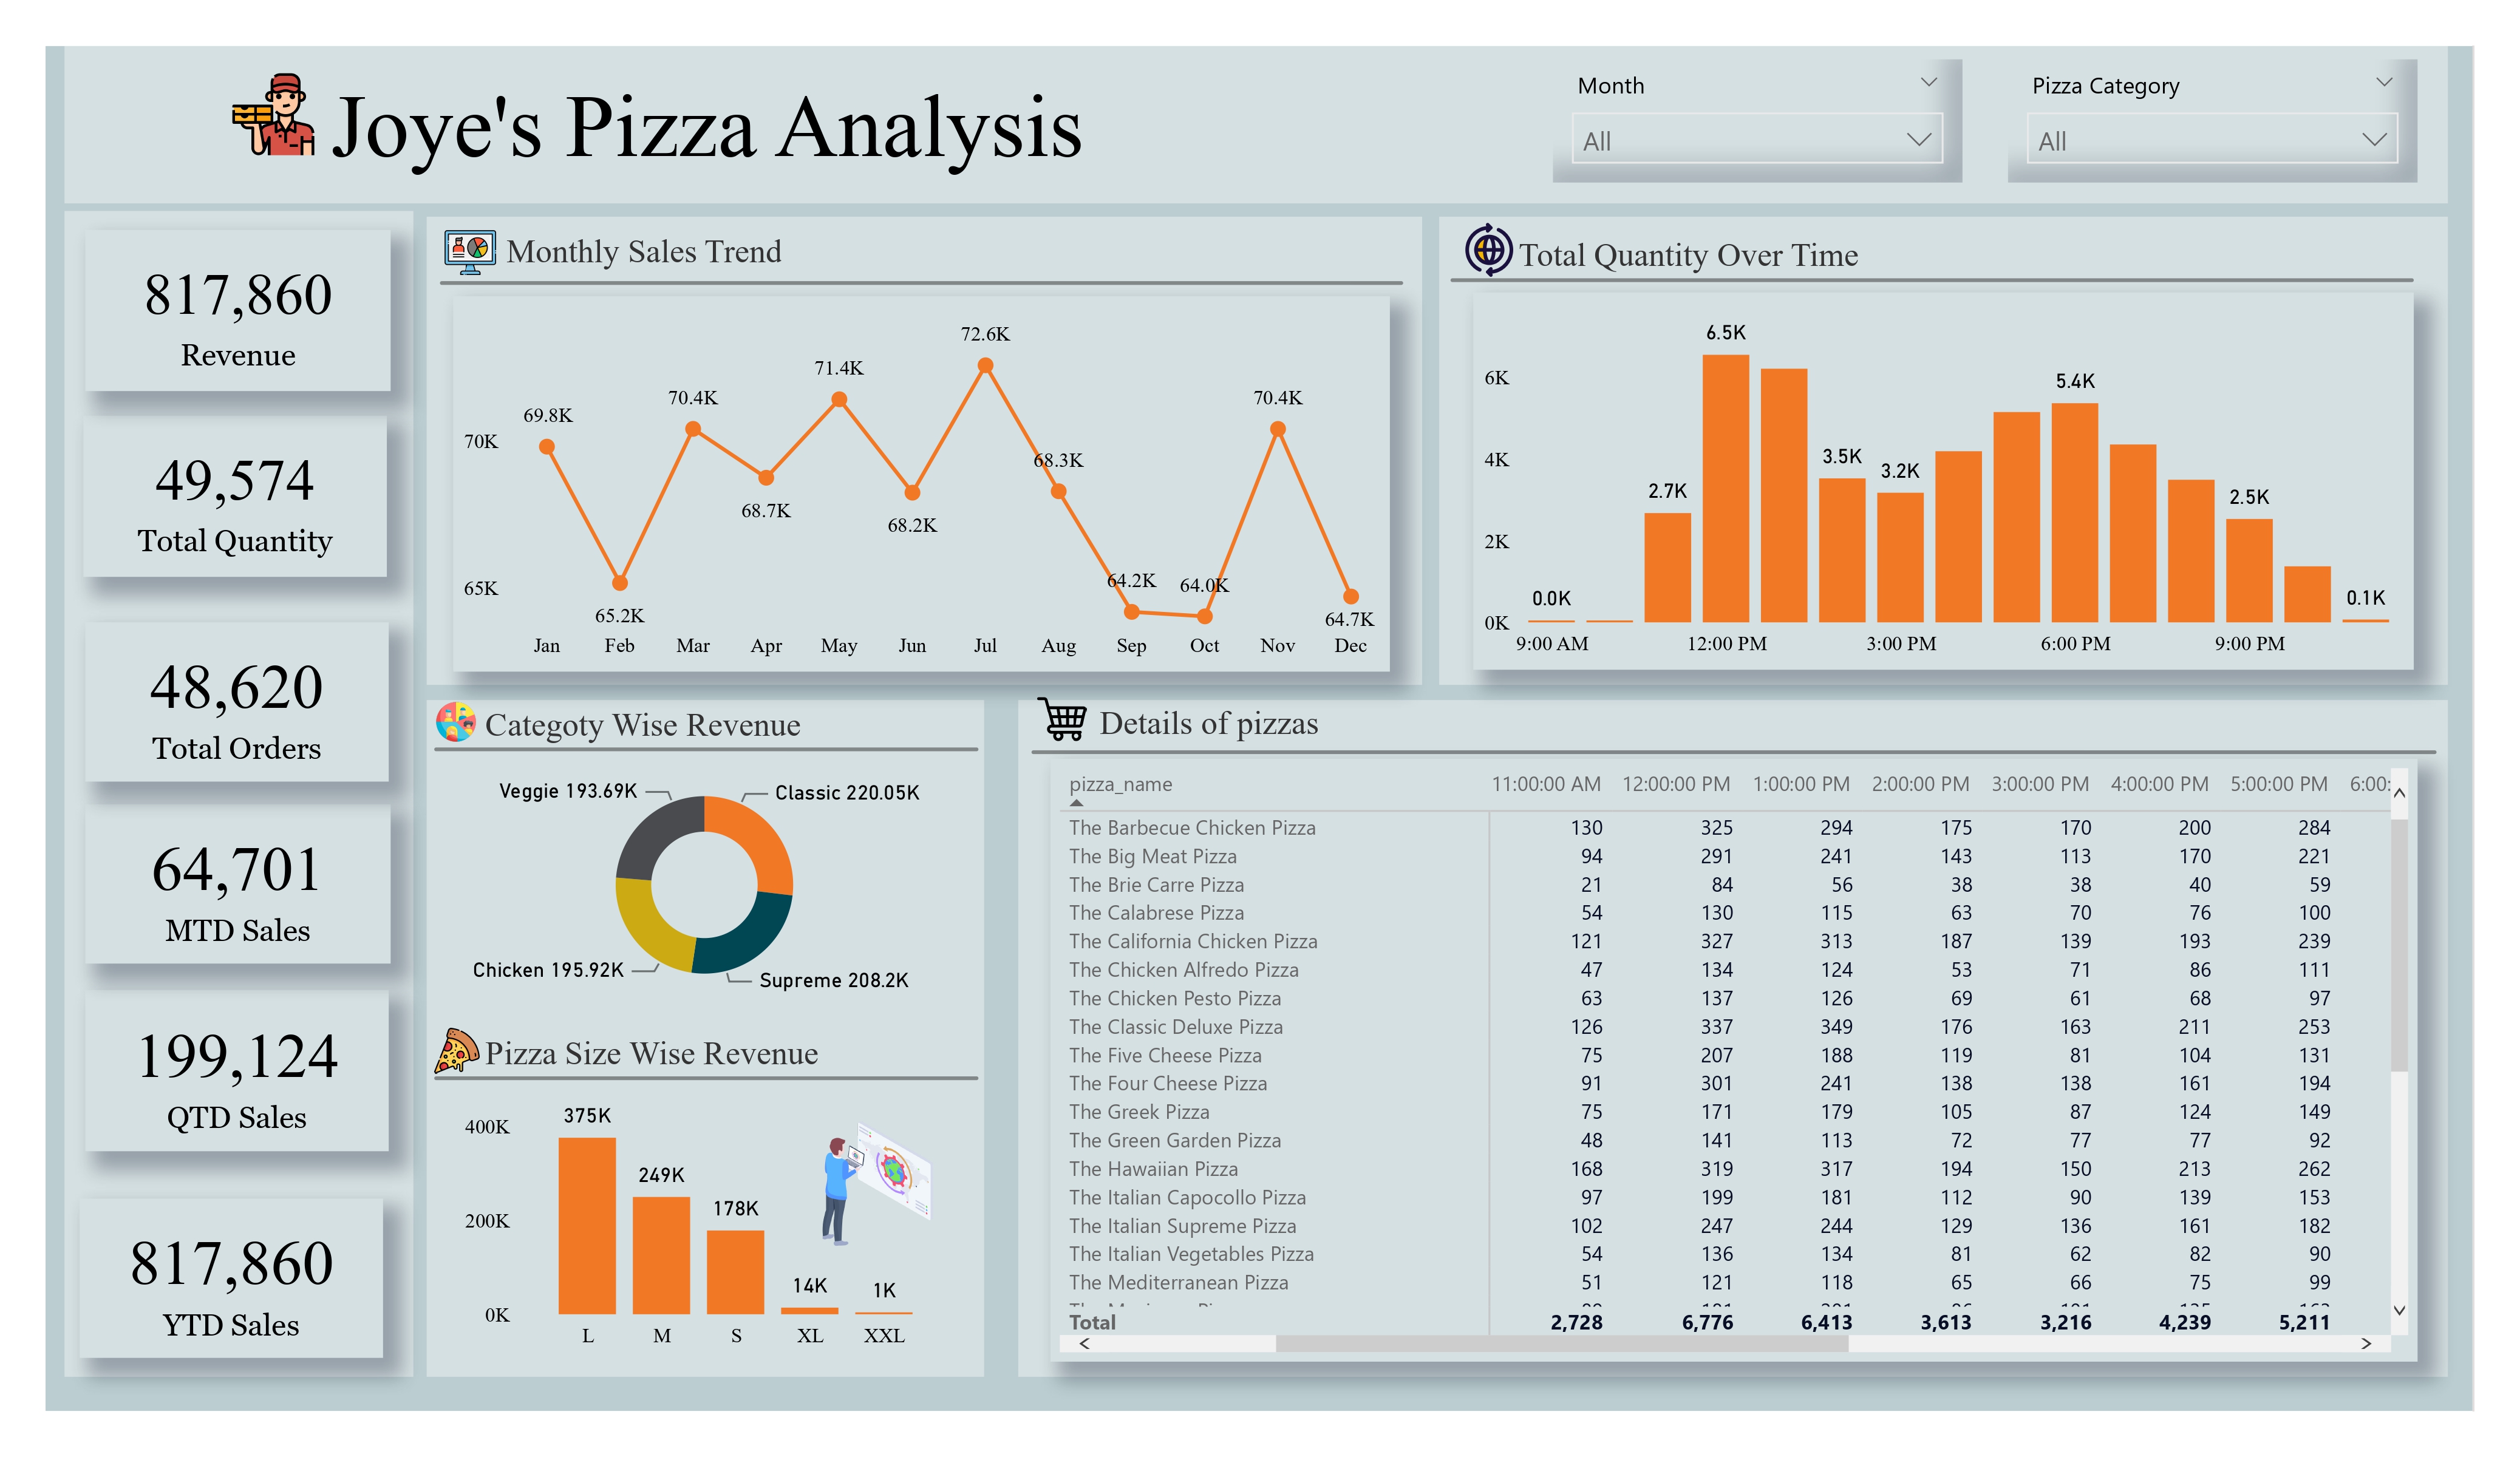 Joye's Pizza Analysis
Month
All
Pizza Category
All
817,860
Revenue
49,574
Total Quantity
48,620
Total Orders
64,701
MTD Sales
199,124
QTD Sales
817,860
YTD Sales
Monthly Sales Trend
72.6K
71.4K
70.4K
70.4K
69.8K
70K
68.3K
68.7K
68.2K
65K
64.2K
64.0K
65.2K
64.7K
Jan Feb Mar Apr May Jun Jul Aug Sep Oct Nov Dec
Total Quantity Over Time
6.5K
6K
5.4K
4K
3.5K
3.2K
2.7K
2.5K
2K
0.0K
0.1K
0K
9:00 AM 12:00 PM 3:00 PM 6:00 PM 9:00 PM
Categoty Wise Revenue
Veggie 193.69K
Classic 220.05K
Chicken 195.92K
Supreme 208.2K
Pizza Size Wise Revenue
400K
375K
249K
200K
178K
14K
1K
0K
L M S XL XXL
Details of pizzas
pizza_name 11:00:00 AM 12:00:00 PM 1:00:00 PM 2:00:00 PM 3:00:00 PM 4:00:00 PM 5:00:00 PM 6:00:
The Barbecue Chicken Pizza 130 325 294 175 170 200 284
The Big Meat Pizza 94 291 241 143 113 170 221
The Brie Carre Pizza 21 84 56 38 38 40 59
The Calabrese Pizza 54 130 115 63 70 76 100
The California Chicken Pizza 121 327 313 187 139 193 239
The Chicken Alfredo Pizza 47 134 124 53 71 86 111
The Chicken Pesto Pizza 63 137 126 69 61 68 97
The Classic Deluxe Pizza 126 337 349 176 163 211 253
The Five Cheese Pizza 75 207 188 119 81 104 131
The Four Cheese Pizza 91 301 241 138 138 161 194
The Greek Pizza 75 171 179 105 87 124 149
The Green Garden Pizza 48 141 113 72 77 77 92
The Hawaiian Pizza 168 319 317 194 150 213 262
The Italian Capocollo Pizza 97 199 181 112 90 139 153
The Italian Supreme Pizza 102 247 244 129 136 161 182
The Italian Vegetables Pizza 54 136 134 81 62 82 90
The Mediterranean Pizza 51 121 118 65 66 75 99
Total 2,728 6,776 6,413 3,613 3,216 4,239 5,211